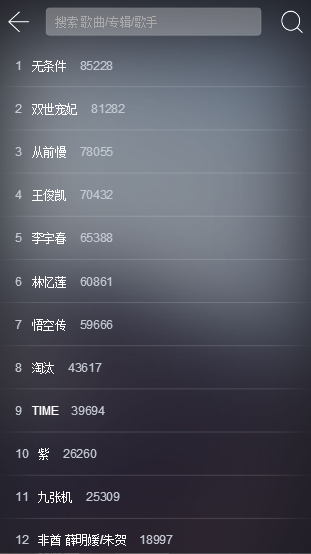 搜索 歌曲/专辑/歌手
1 无条件 85228
2 双世宠妃 81282
3 从前慢 78055
4 王俊凯 70432
5 李宇春 65388
6 林忆莲 60861
7 悟空传 59666
8 淘汰 43617
9 TIME 39694
10 紫 26260
11 九张机 25309
12 非酋 薛明媛/朱贺 18997